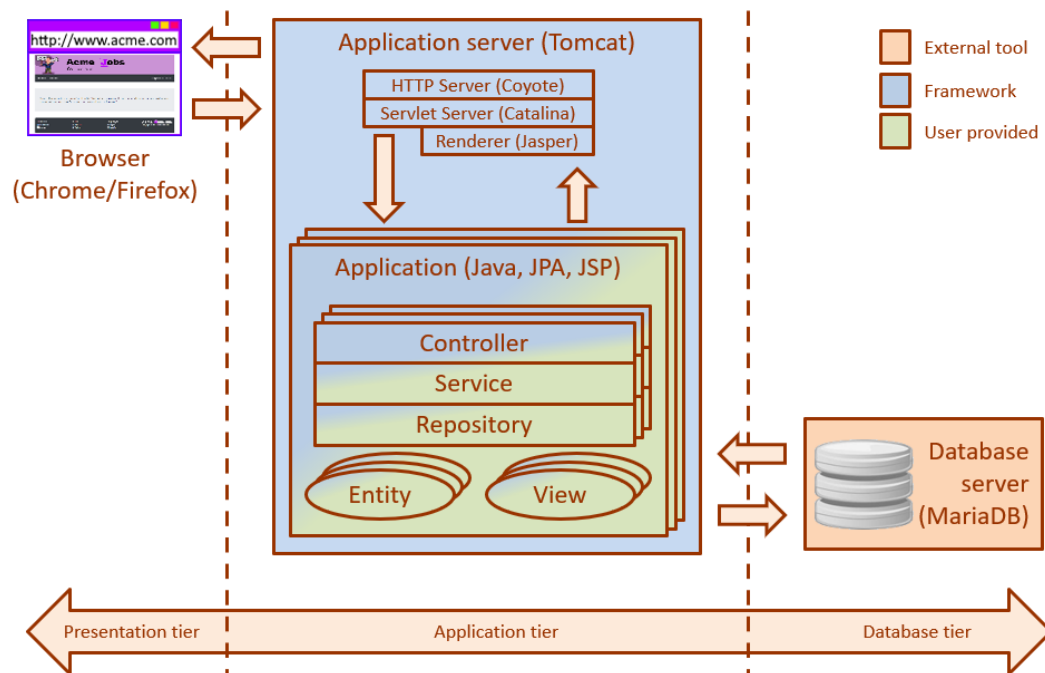 http://www.acme.com
Acme Jobs
Browser
(Chrome/Firefox)
Application server (Tomcat)
HTTP Server (Coyote)
Servlet Server (Catalina)
Renderer (Jasper)
Application (Java, JPA, JSP)
Controller
Service
Repository
Entity
View
External tool
Framework
User provided
Database
server
(MariaDB)
Presentation tier
Application tier
Database tier